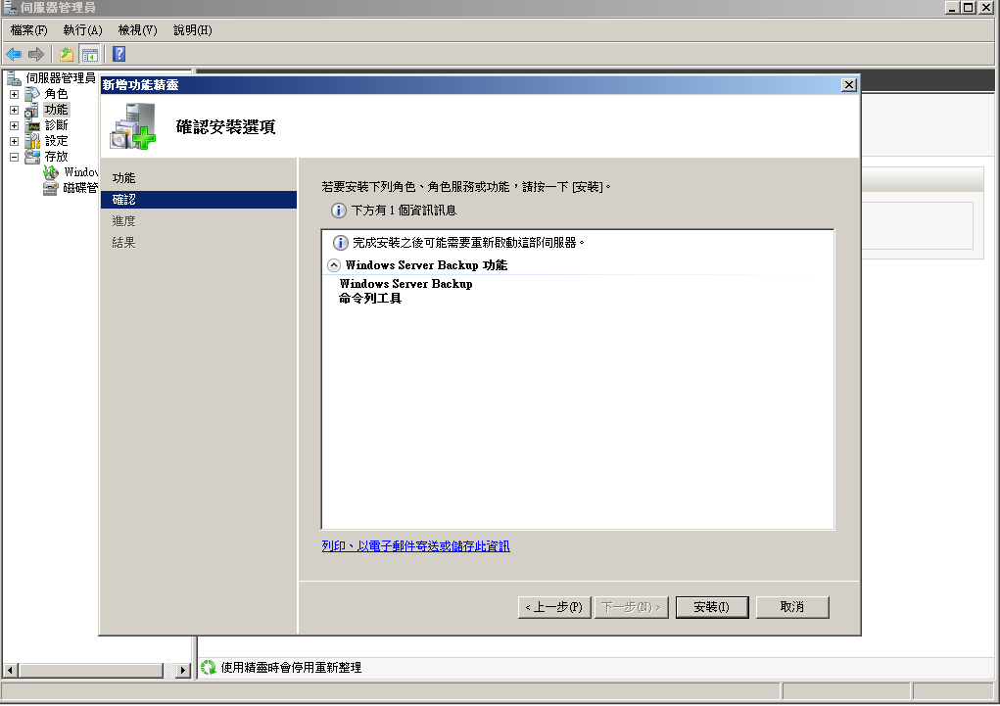 伺服器管理員
檔案(F) 執行(A) 檢視(V) 說明(H)
伺服器管理員
角色
功能
診斷
設定
存放
Window
磁碟管
新增功能精靈
確認安裝選項
功能
確認
進度
結果
若要安裝下列角色、角色服務或功能，請按一下 [安裝]。
下方有 1 個資訊訊息
完成安裝之後可能需要重新啟動這部伺服器。
Windows Server Backup 功能
Windows Server Backup
命令列工具
列印、以電子郵件寄送或儲存此資訊
< 上一步(P) 下一步(N) > 安裝(I) 取消
使用精靈時會停用重新整理